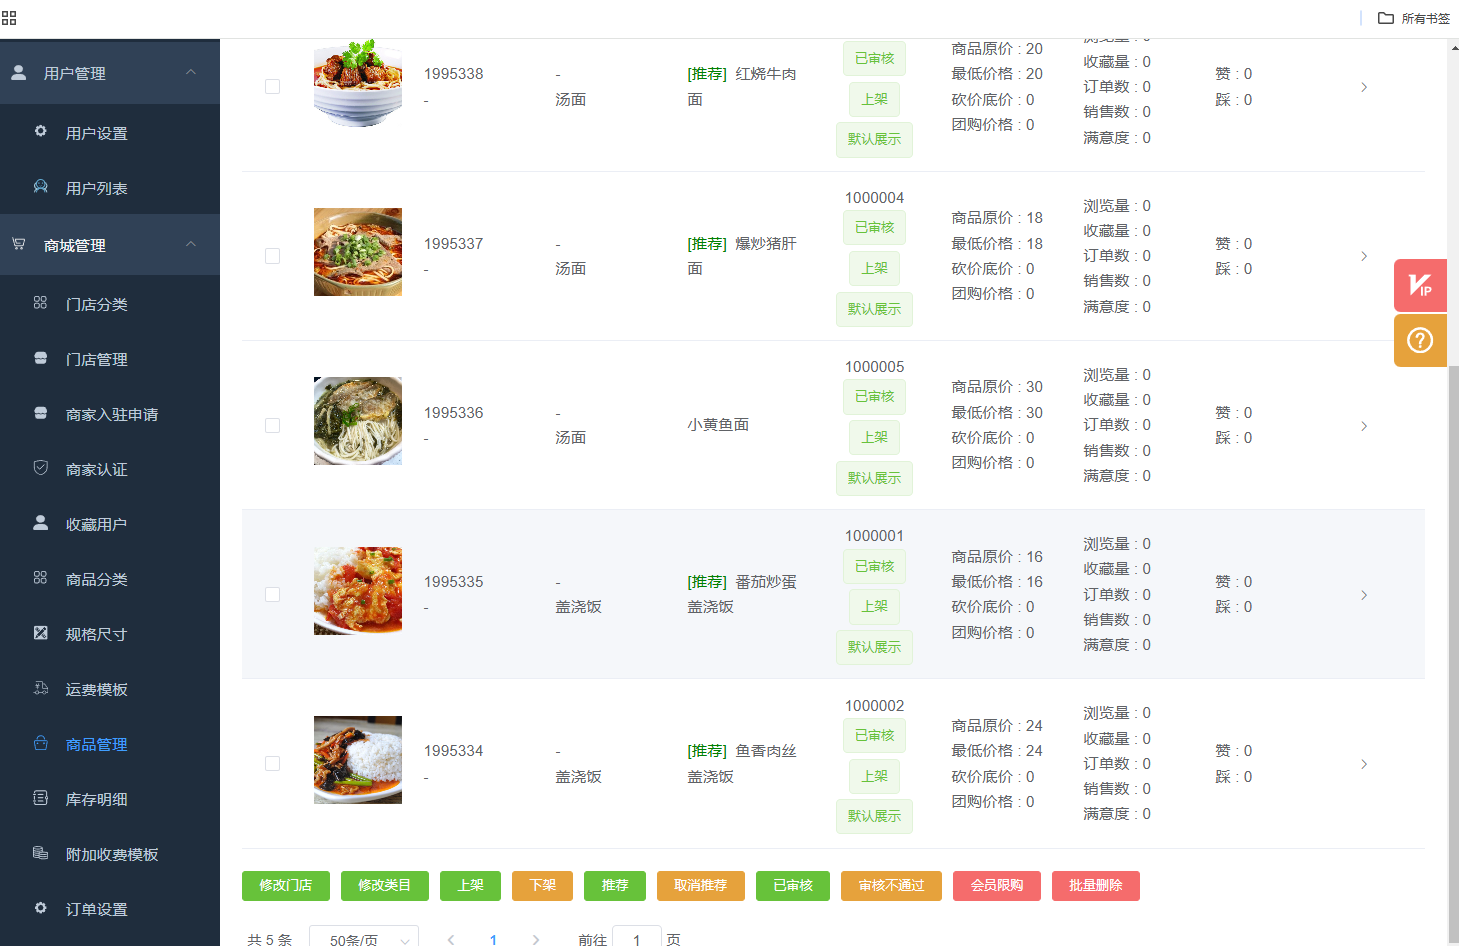 所有书签
用户管理
用户设置
用户列表
商城管理
门店分类
门店管理
商家入驻申请
商家认证
收藏用户
商品分类
规格尺寸
运费模板
商品管理
库存明细
附加收费模板
订单设置
1995338
-
-
汤面
[推荐] 红烧牛肉
面
已审核
上架
默认展示
商品原价 : 20
最低价格 : 20
砍价底价 : 0
团购价格 : 0
浏览量 : 0
收藏量 : 0
订单数 : 0
销售数 : 0
满意度 : 0
赞 : 0
踩 : 0
1995337
-
-
汤面
[推荐] 爆炒猪肝
面
1000004
已审核
上架
默认展示
商品原价 : 18
最低价格 : 18
砍价底价 : 0
团购价格 : 0
浏览量 : 0
收藏量 : 0
订单数 : 0
销售数 : 0
满意度 : 0
赞 : 0
踩 : 0
1995336
-
-
汤面
小黄鱼面
1000005
已审核
上架
默认展示
商品原价 : 30
最低价格 : 30
砍价底价 : 0
团购价格 : 0
浏览量 : 0
收藏量 : 0
订单数 : 0
销售数 : 0
满意度 : 0
赞 : 0
踩 : 0
1995335
-
-
盖浇饭
[推荐] 番茄炒蛋
盖浇饭
1000001
已审核
上架
默认展示
商品原价 : 16
最低价格 : 16
砍价底价 : 0
团购价格 : 0
浏览量 : 0
收藏量 : 0
订单数 : 0
销售数 : 0
满意度 : 0
赞 : 0
踩 : 0
1995334
-
-
盖浇饭
[推荐] 鱼香肉丝
盖浇饭
1000002
已审核
上架
默认展示
商品原价 : 24
最低价格 : 24
砍价底价 : 0
团购价格 : 0
浏览量 : 0
收藏量 : 0
订单数 : 0
销售数 : 0
满意度 : 0
赞 : 0
踩 : 0
VIP
修改门店 修改类目 上架 下架 推荐 取消推荐 已审核 审核不通过 会员限购 批量删除
共 5 条 50条/页 1 前往 1 页